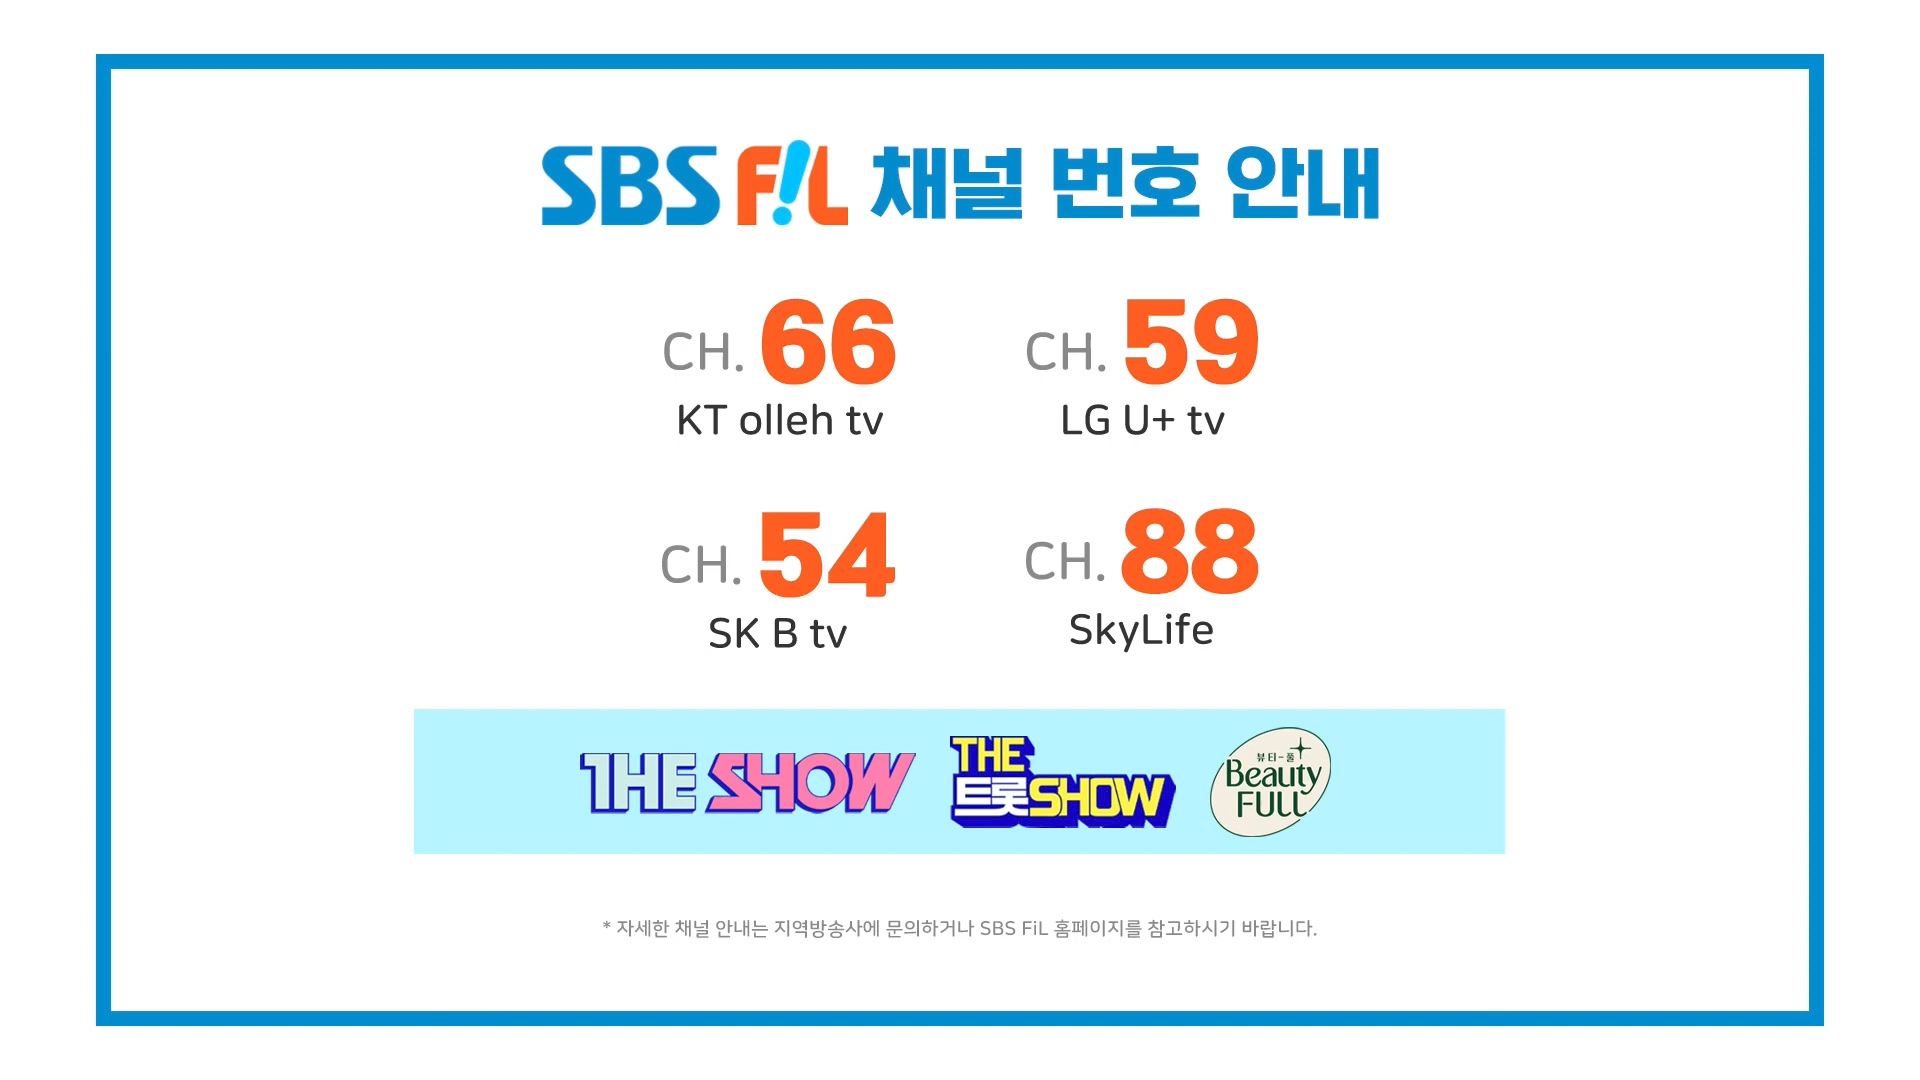 SBS F!L 채널 번호 안내
CH. 66
KT olleh tv
CH. 59
LG U+ tv
CH. 54
SK B tv
CH. 88
SkyLife
THE SHOW
THE
트롯SHOW
뷰티-풀
Beauty
FULL
* 자세한 채널 안내는 지역방송사에 문의하거나 SBS FiL 홈페이지를 참고하시기 바랍니다.